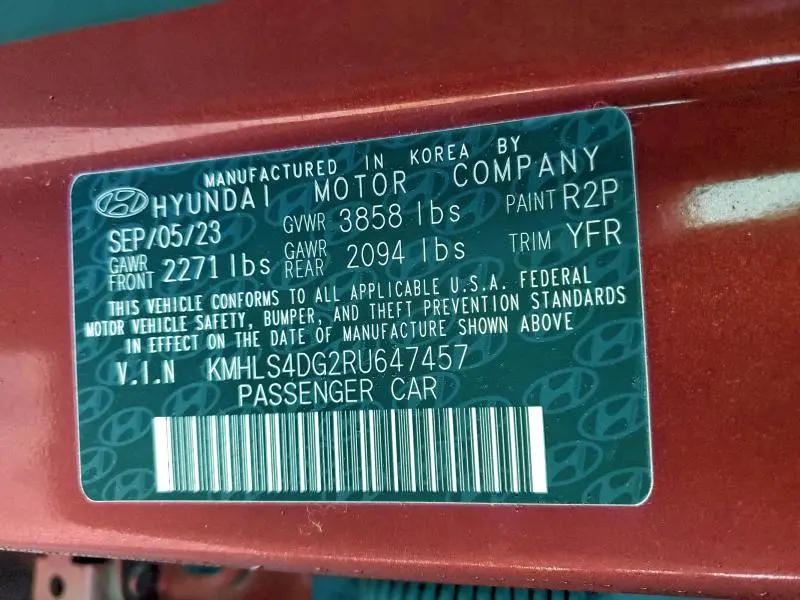 MANUFACTURED IN KOREA BY
HYUNDAI MOTOR COMPANY
SEP/05/23 GVWR 3858 lbs PAINT R2P
GAWR FRONT 2271 lbs GAWR REAR 2094 lbs TRIM YFR
THIS VEHICLE CONFORMS TO ALL APPLICABLE U.S.A. FEDERAL
MOTOR VEHICLE SAFETY, BUMPER, AND THEFT PREVENTION STANDARDS
IN EFFECT ON THE DATE OF MANUFACTURE SHOWN ABOVE
V.I.N KMHLS4DG2RU647457
PASSENGER CAR